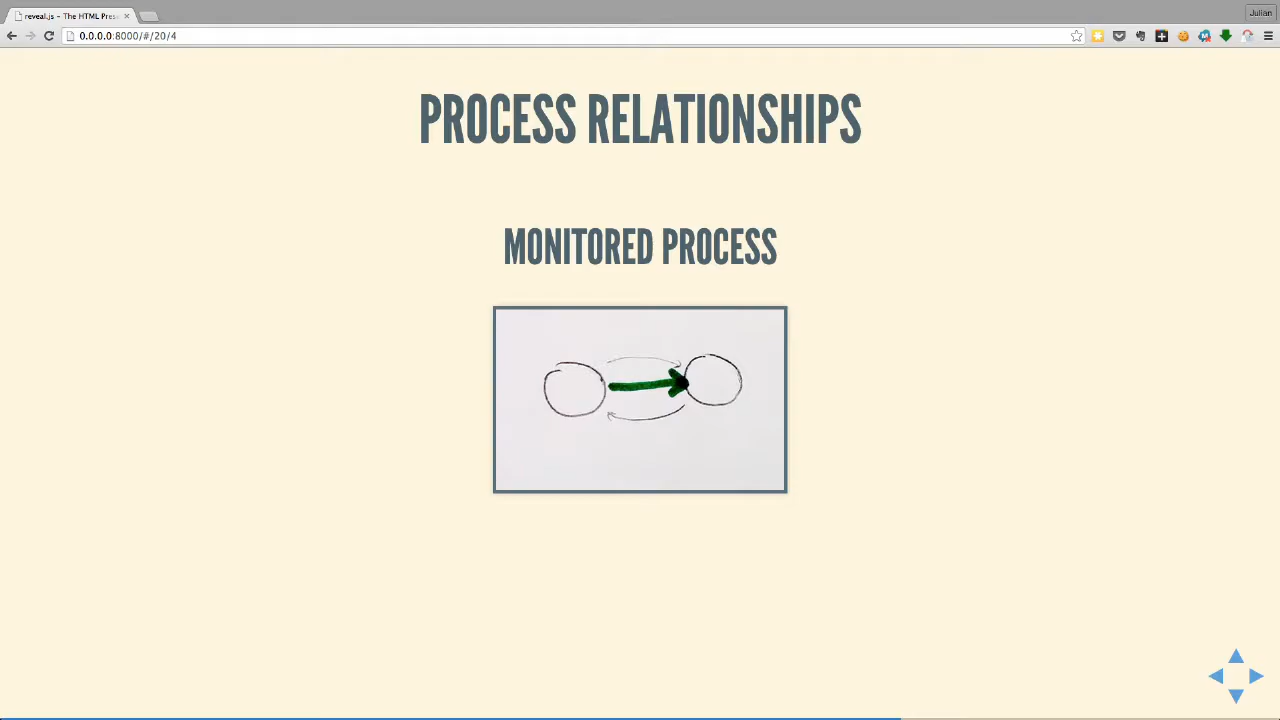 reveal.js – The HTML Pres
Julian
0.0.0.0:8000/#/20/4
PROCESS RELATIONSHIPS
MONITORED PROCESS